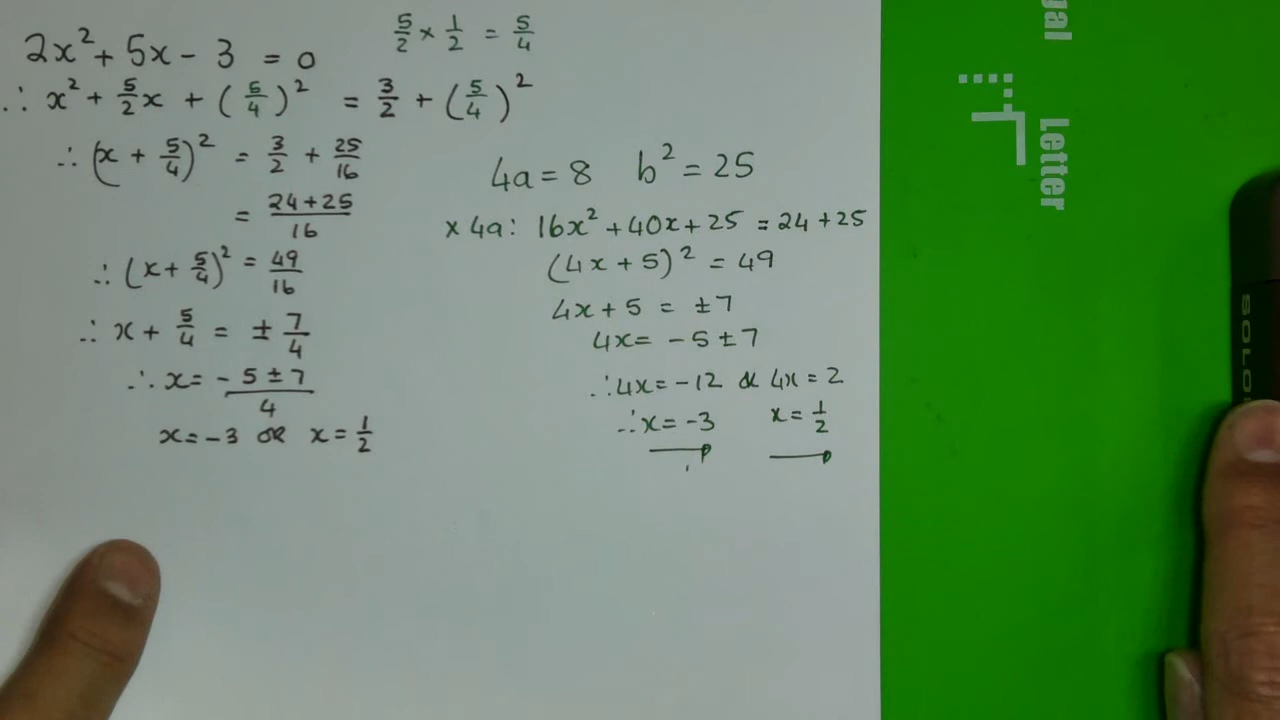 2x² + 5x - 3 = 0
5/2 × 1/2 = 5/4
∴ x² + 5/2 x + (5/4)² = 3/2 + (5/4)²
∴ (x + 5/4)² = 3/2 + 25/16
= 24+25/16
∴ (x + 5/4)² = 49/16
∴ x + 5/4 = ± 7/4
∴ x = -5 ± 7/4
x = -3 OR x = 1/2
4a = 8 b² = 25
× 4a: 16x² + 40x + 25 = 24 + 25
(4x + 5)² = 49
4x + 5 = ± 7
4x = -5 ± 7
∴ 4x = -12 or 4x = 2
∴ x = -3 x = 1/2
gal
Letter
SOLO